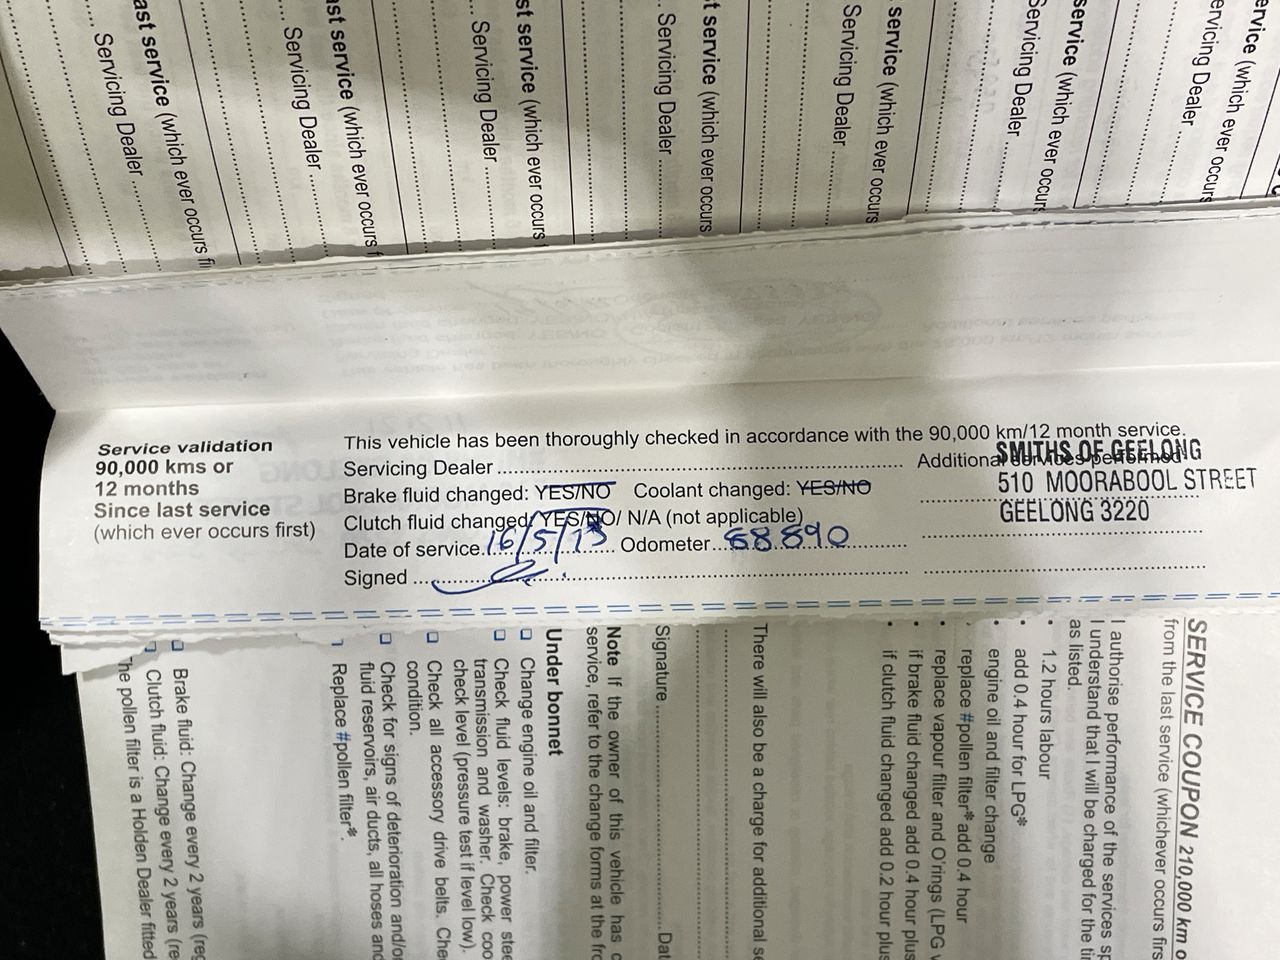 ast service (which ever occurs fi
Servicing Dealer
ast service (which ever occurs f
Servicing Dealer
st service (which ever occurs
Servicing Dealer
t service (which ever occurs
Servicing Dealer
service (which ever occurs
Servicing Dealer
service (which ever occurs
Servicing Dealer
ervice (which ever occurs
ervicing Dealer
Service validation
90,000 kms or
12 months
Since last service
(which ever occurs first)
This vehicle has been thoroughly checked in accordance with the 90,000 km/12 month service.
Servicing Dealer
Additional services performed
Brake fluid changed: YES/NO Coolant changed: YES/NO
Clutch fluid changed: YES/NO/ N/A (not applicable)
Date of service 16/5/13 Odometer 88890
Signed
SMITHS OF GEELONG
510 MOORABOOL STREET
GEELONG 3220
SERVICE COUPON 210,000 km o
from the last service (whichever occurs firs
I authorise performance of the services sp
I understand that I will be charged for the ti
as listed.
• 1.2 hours labour
• add 0.4 hour for LPG*
• engine oil and filter change
• replace #pollen filter* add 0.4 hour
• replace vapour filter and O'rings (LPG v
• if brake fluid changed add 0.4 hour plus
• if clutch fluid changed add 0.2 hour plus
There will also be a charge for additional se
Signature Dat
Note If the owner of this vehicle has c
service, refer to the change forms at the fro
Under bonnet
Change engine oil and filter.
Check fluid levels: brake, power stee
transmission and washer. Check coo
check level (pressure test if level low).
Check all accessory drive belts. Chec
condition.
Check for signs of deterioration and/o
fluid reservoirs, air ducts, all hoses and
Replace #pollen filter*.
Brake fluid: Change every 2 years (reg
Clutch fluid: Change every 2 years (re
The pollen filter is a Holden Dealer fitted